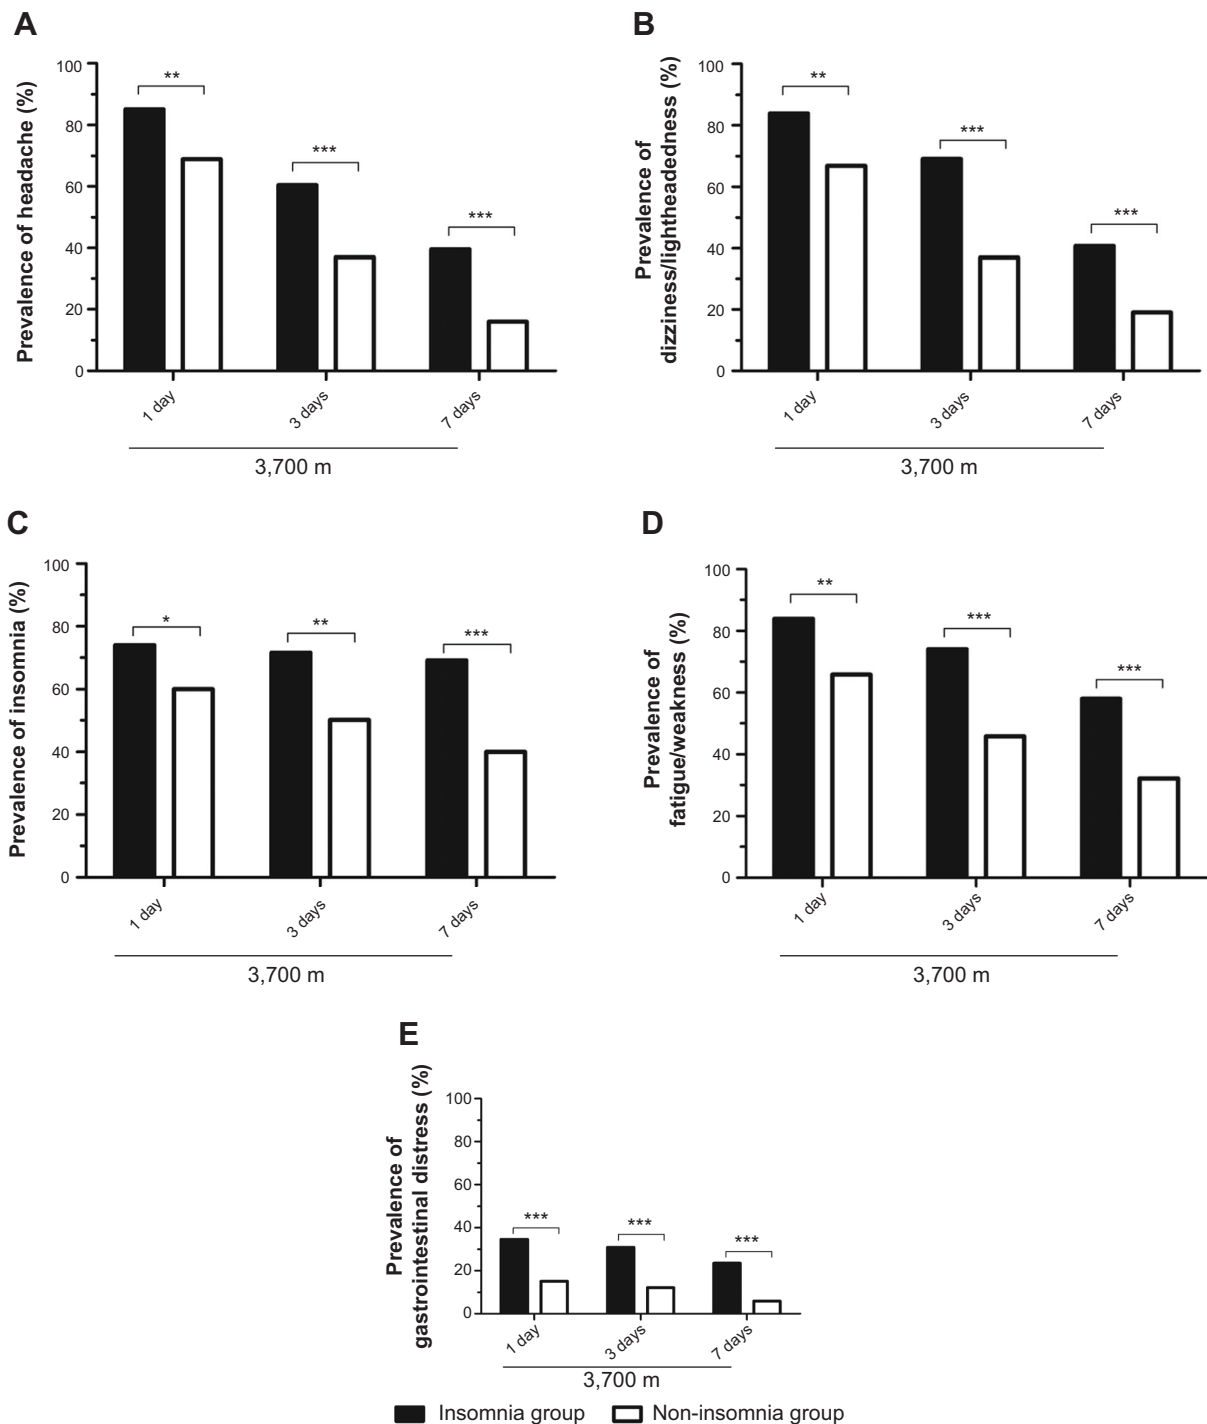 A
Prevalence of headache (%)
100
80
60
40
20
0
**
***
***
1 day
3 days
7 days
3,700 m
B
Prevalence of
dizziness/lightheadedness (%)
100
80
60
40
20
0
**
***
***
1 day
3 days
7 days
3,700 m
C
Prevalence of insomnia (%)
100
80
60
40
20
0
*
**
***
1 day
3 days
7 days
3,700 m
D
Prevalence of
fatigue/weakness (%)
100
80
60
40
20
0
**
***
***
1 day
3 days
7 days
3,700 m
E
Prevalence of
gastrointestinal distress (%)
100
80
60
40
20
0
***
***
***
1 day
3 days
7 days
3,700 m
Insomnia group
Non-insomnia group